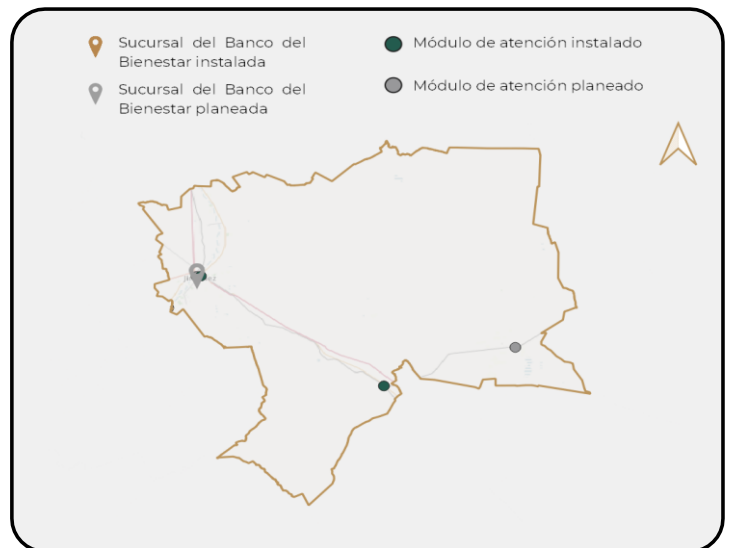 Sucursal del Banco del
Bienestar instalada
Sucursal del Banco del
Bienestar planeada
Módulo de atención instalado
Módulo de atención planeado